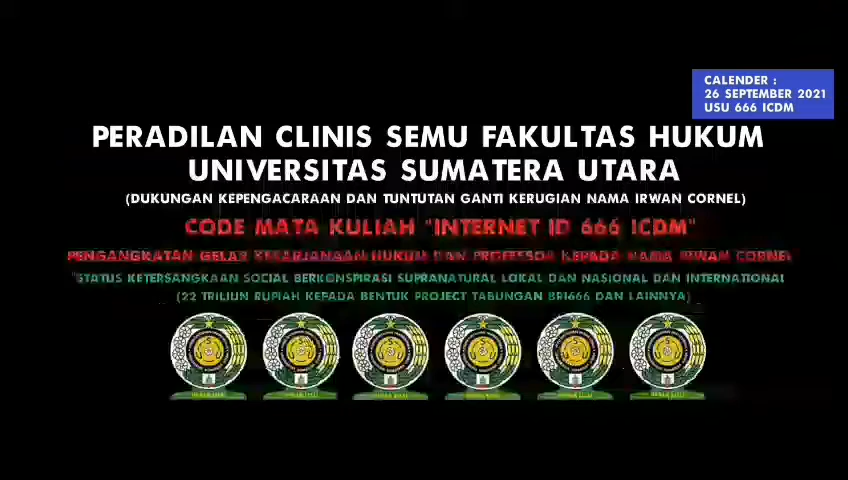 CALENDER :
26 SEPTEMBER 2021
USU 666 ICDM
PERADILAN CLINIS SEMU FAKULTAS HUKUM
UNIVERSITAS SUMATERA UTARA
(DUKUNGAN KEPENGACARAAN DAN TUNTUTAN GANTI KERUGIAN NAMA IRWAN CORNEL)
CODE MATA KULIAH "INTERNET ID 666 ICDM"
PENGANGKATAN GELAR KESARJANAAN HUKUM DAN PROFESSOR KEPADA NAMA IRWAN CORNEL
"STATUS KETERSANGKAAN SOCIAL BERKONSPIRASI SUPRANATURAL LOKAL DAN NASIONAL DAN INTERNATIONAL
(22 TRILIUN RUPIAH KEPADA BENTUK PROJECT TABUNGAN BRI666 DAN LAINNYA)